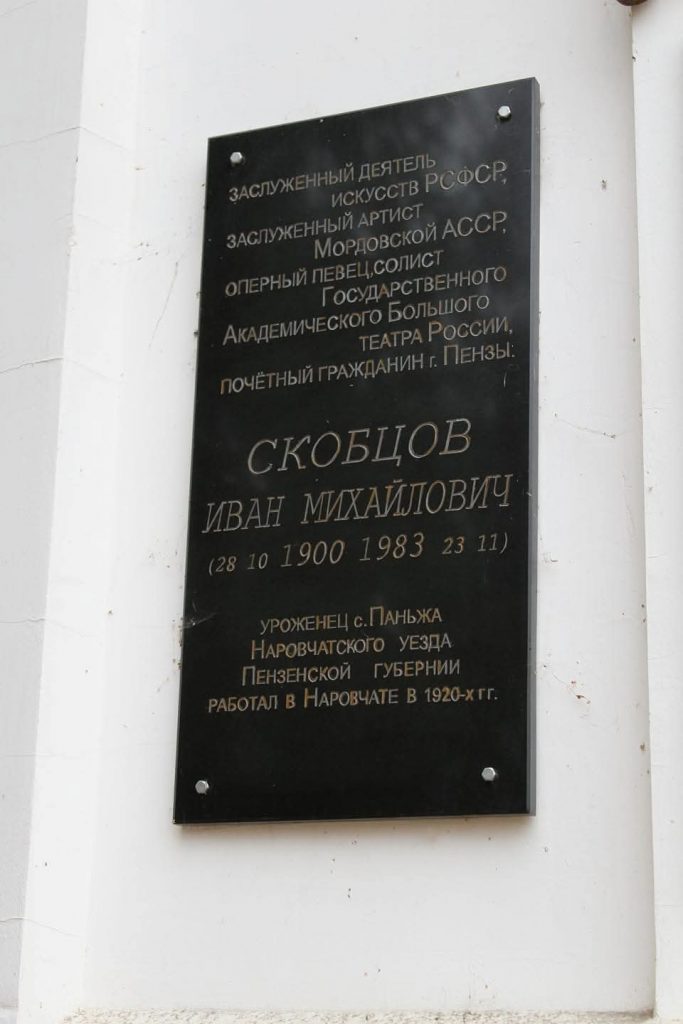 ЗАСЛУЖЕННЫЙ ДЕЯТЕЛЬ
ИСКУССТВ РСФСР,
ЗАСЛУЖЕННЫЙ АРТИСТ
МОРДОВСКОЙ АССР,
ОПЕРНЫЙ ПЕВЕЦ,СОЛИСТ
ГОСУДАРСТВЕННОГО
АКАДЕМИЧЕСКОГО БОЛЬШОГО
ТЕАТРА РОССИИ,
ПОЧЁТНЫЙ ГРАЖДАНИН г. ПЕНЗЫ:
СКОБЦОВ
ИВАН МИХАЙЛОВИЧ
(28 10 1900 1983 23 11)
УРОЖЕНЕЦ с. ПАНЬЖА
НАРОВЧАТСКОГО УЕЗДА
ПЕНЗЕНСКОЙ ГУБЕРНИИ
РАБОТАЛ В НАРОВЧАТЕ В 1920-х гг.